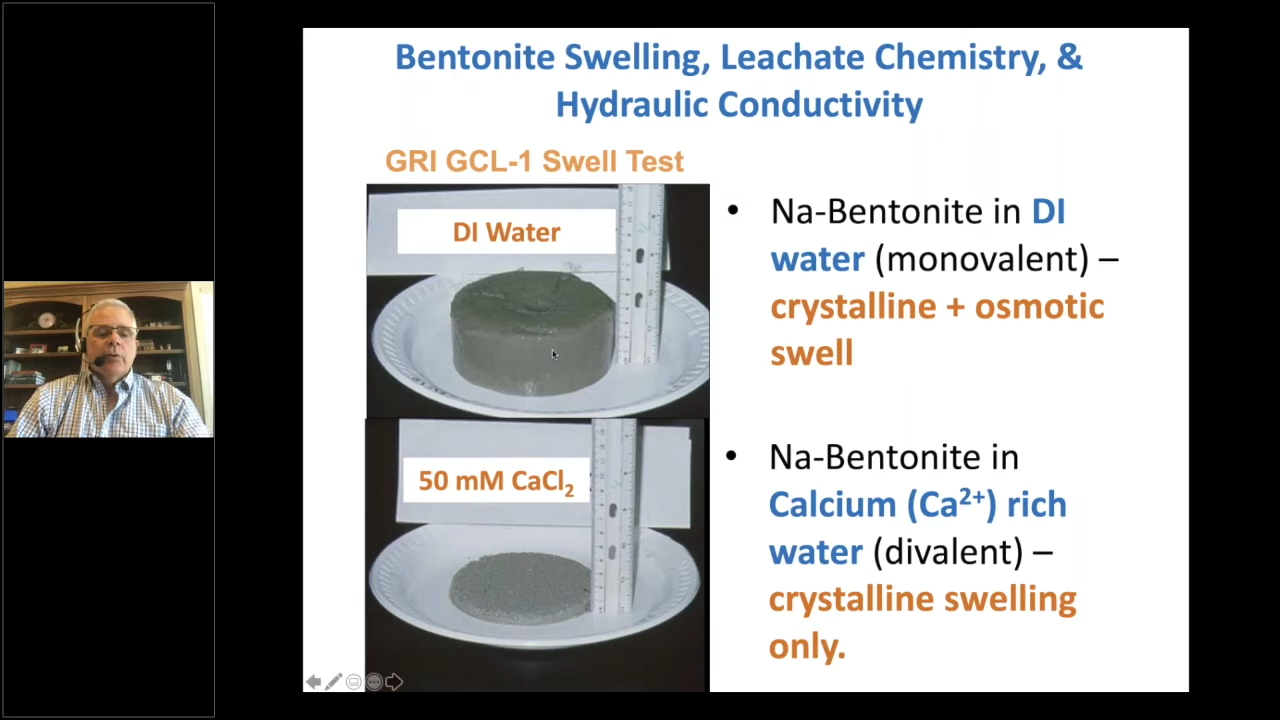 Bentonite Swelling, Leachate Chemistry, &
Hydraulic Conductivity
GRI GCL-1 Swell Test
DI Water
• Na-Bentonite in DI
water (monovalent) –
crystalline + osmotic
swell
50 mM CaCl₂
• Na-Bentonite in
Calcium (Ca²⁺) rich
water (divalent) –
crystalline swelling
only.